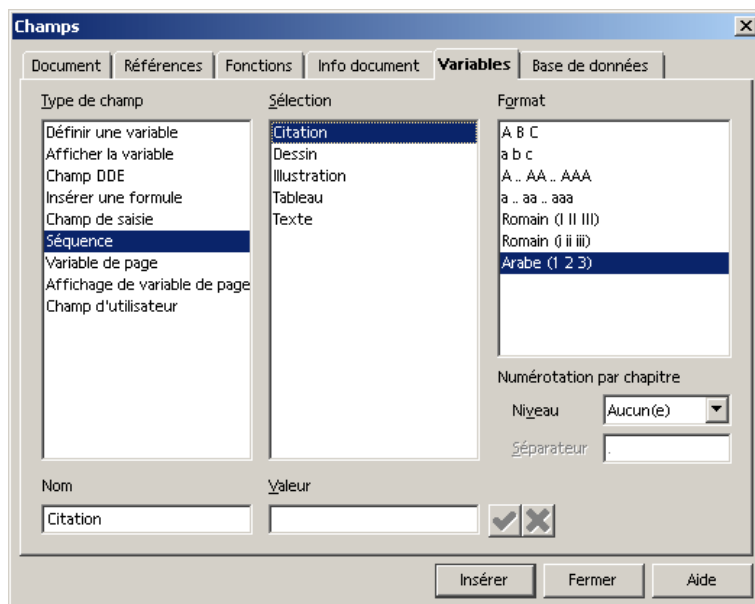 Champs
Document
Références
Fonctions
Info document
Variables
Base de données
Type de champ
Définir une variable
Afficher la variable
Champ DDE
Insérer une formule
Champ de saisie
Séquence
Variable de page
Affichage de variable de page
Champ d'utilisateur
Sélection
Citation
Dessin
Illustration
Tableau
Texte
Format
A B C
a b c
A .. AA .. AAA
a .. aa .. aaa
Romain (I II III)
Romain (i ii iii)
Arabe (1 2 3)
Numérotation par chapitre
Niveau
Aucun(e)
Séparateur
.
Nom
Citation
Valeur
Insérer
Fermer
Aide